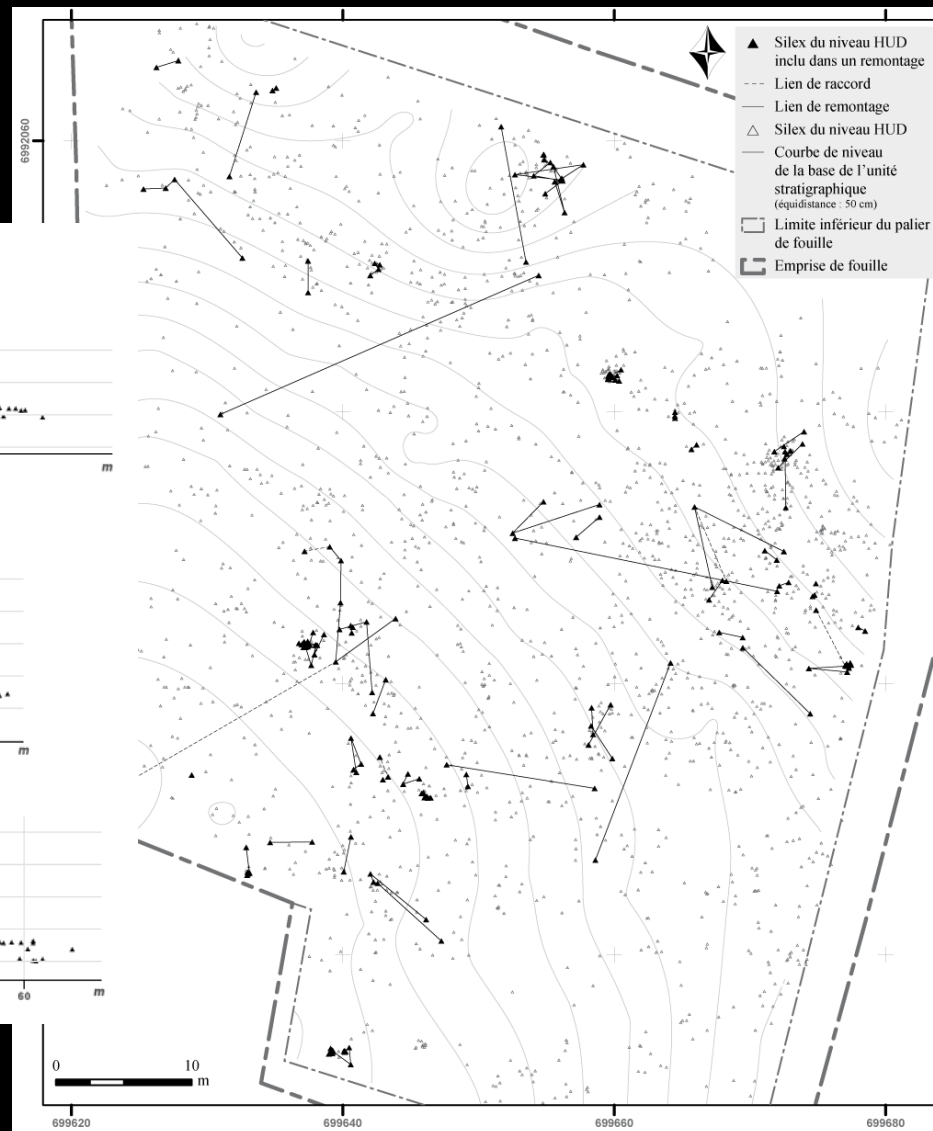 Silex du niveau HUD
inclu dans un remontage
Lien de raccord
Lien de remontage
Silex du niveau HUD
Courbe de niveau
de la base de l'unité
stratigraphique
(équidistance : 50 cm)
Limite inférieur du palier
de fouille
Emprise de fouille
6992060
m
m
60
m
0 10
m
699620 699640 699660 699680